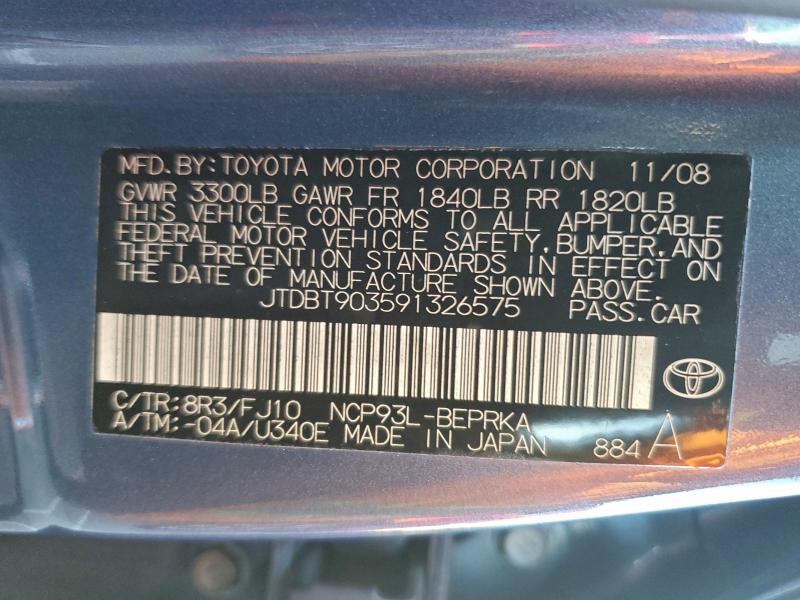 MFD.BY:TOYOTA MOTOR CORPORATION 11/08
GVWR 3300LB GAWR FR 1840LB RR 1820LB
THIS VEHICLE CONFORMS TO ALL APPLICABLE
FEDERAL MOTOR VEHICLE SAFETY,BUMPER,AND
THEFT PREVENTION STANDARDS IN EFFECT ON
THE DATE OF MANUFACTURE SHOWN ABOVE.
JTDBT903591326575 PASS.CAR
C/TR:8R3/FJ10 NCP93L-BEPRKA
A/TM:-04A/U340E MADE IN JAPAN 884 A